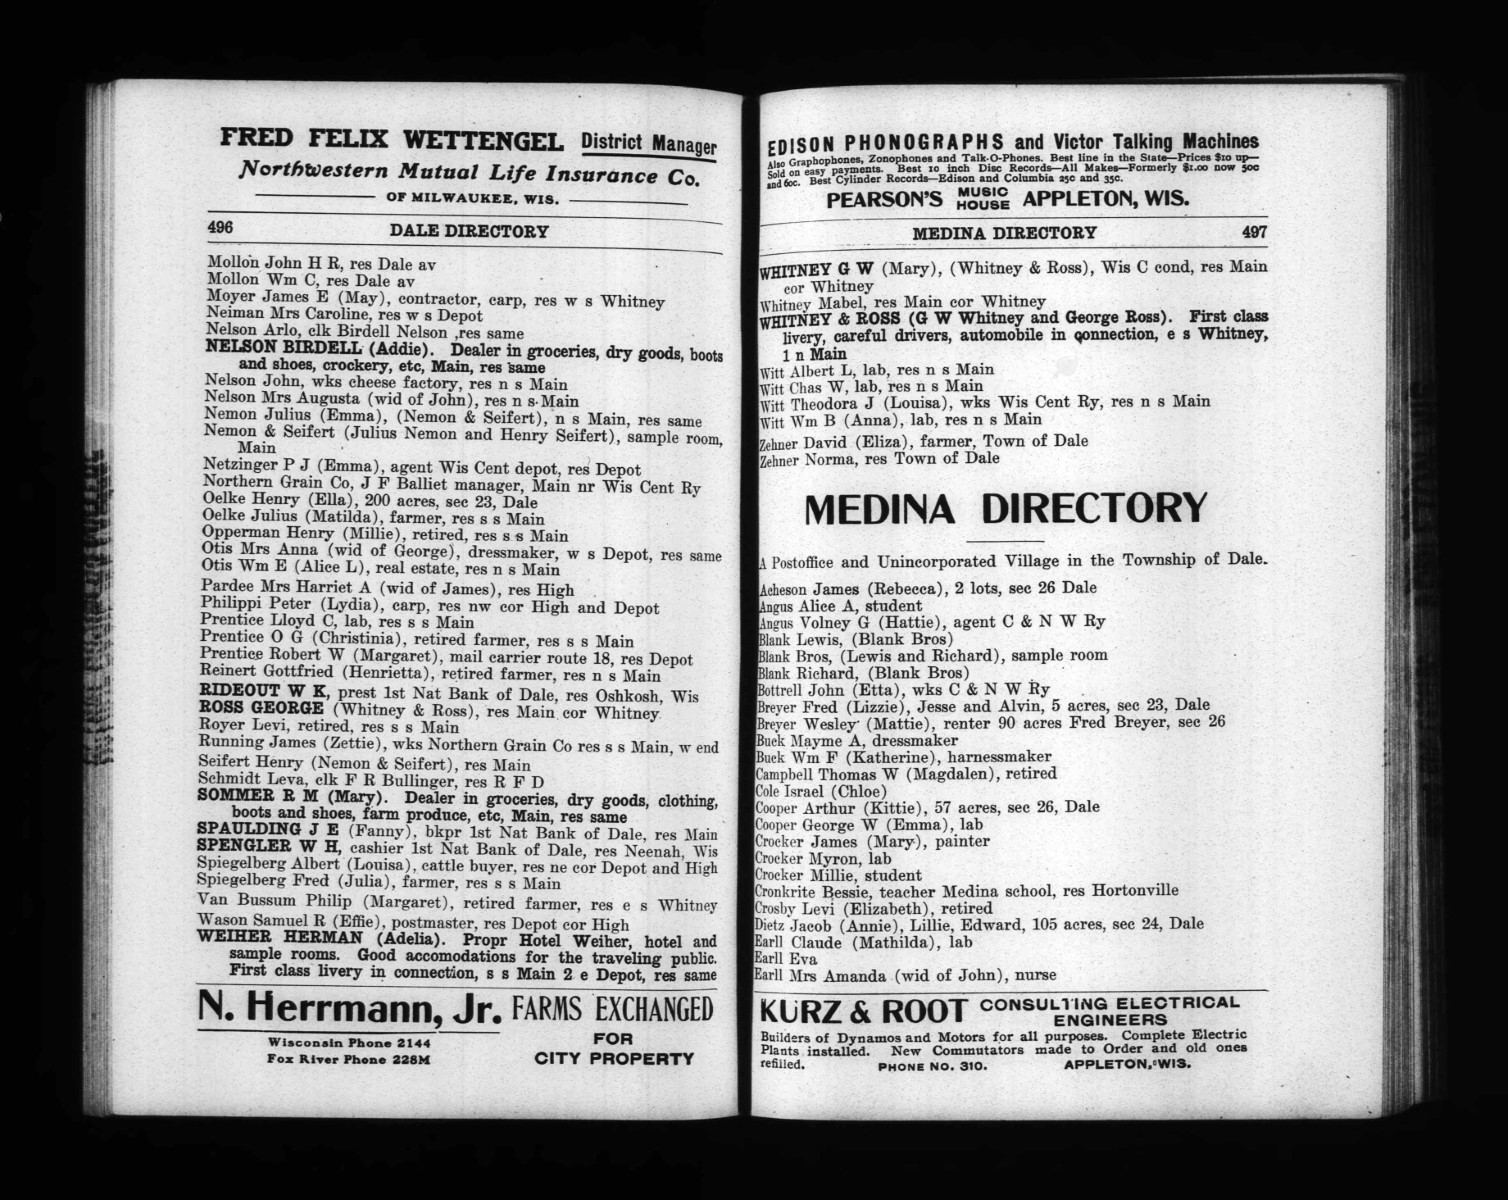 FRED FELIX WETTENGEL District Manager
Northwestern Mutual Life Insurance Co.
OF MILWAUKEE, WIS.
496 DALE DIRECTORY
Mollon John H R, res Dale av
Mollon Wm C, res Dale av
Moyer James E (May), contractor, carp, res w s Whitney
Neiman Mrs Caroline, res w s Depot
Nelson Arlo, clk Birdell Nelson ,res same
NELSON BIRDELL (Addie). Dealer in groceries, dry goods, boots
and shoes, crockery, etc, Main, res same
Nelson John, wks cheese factory, res n s Main
Nelson Mrs Augusta (wid of John), res n s Main
Nemon Julius (Emma), (Nemon & Seifert), n s Main, res same
Nemon & Seifert (Julius Nemon and Henry Seifert), sample room,
Main
Netzinger P J (Emma), agent Wis Cent depot, res Depot
Northern Grain Co, J F Balliet manager, Main nr Wis Cent Ry
Oelke Henry (Ella), 200 acres, sec 23, Dale
Oelke Julius (Matilda), farmer, res s s Main
Opperman Henry (Millie), retired, res s s Main
Otis Mrs Anna (wid of George), dressmaker, w s Depot, res same
Otis Wm E (Alice L), real estate, res n s Main
Pardee Mrs Harriet A (wid of James), res High
Philippi Peter (Lydia), carp, res nw cor High and Depot
Prentice Lloyd C, lab, res s s Main
Prentice O G (Christinia), retired farmer, res s s Main
Prentice Robert W (Margaret), mail carrier route 18, res Depot
Reinert Gottfried (Henrietta), retired farmer, res n s Main
RIDEOUT W K, prest 1st Nat Bank of Dale, res Oshkosh, Wis
ROSS GEORGE (Whitney & Ross), res Main cor Whitney
Royer Levi, retired, res s s Main
Running James (Zettie), wks Northern Grain Co res s s Main, w end
Seifert Henry (Nemon & Seifert), res Main
Schmidt Leva, clk F R Bullinger, res R F D
SOMMER R M (Mary). Dealer in groceries, dry goods, clothing,
boots and shoes, farm produce, etc, Main, res same
SPAULDING J E (Fanny), bkpr 1st Nat Bank of Dale, res Main
SPENGLER W H, cashier 1st Nat Bank of Dale, res Neenah, Wis
Spiegelberg Albert (Louisa), cattle buyer, res ne cor Depot and High
Spiegelberg Fred (Julia), farmer, res s s Main
Van Bussum Philip (Margaret), retired farmer, res e s Whitney
Wason Samuel R (Effie), postmaster, res Depot cor High
WEIHER HERMAN (Adelia). Propr Hotel Weiher, hotel and
sample rooms. Good accomodations for the traveling public.
First class livery in connection, s s Main 2 e Depot, res same
N. Herrmann, Jr. FARMS EXCHANGED
Wisconsin Phone 2144
Fox River Phone 228M
FOR
CITY PROPERTY
EDISON PHONOGRAPHS and Victor Talking Machines
Also Graphophones, Zonophones and Talk-O-Phones. Best line in the State—Prices $10 up—
Sold on easy payments. Best 10 inch Disc Records—All Makes—Formerly $1.00 now 50c
and 60c. Best Cylinder Records—Edison and Columbia 25c and 35c.
PEARSON'S MUSIC HOUSE APPLETON, WIS.
MEDINA DIRECTORY 497
WHITNEY G W (Mary), (Whitney & Ross), Wis C cond, res Main
cor Whitney
Whitney Mabel, res Main cor Whitney
WHITNEY & ROSS (G W Whitney and George Ross). First class
livery, careful drivers, automobile in connection, e s Whitney,
1 n Main
Witt Albert L, lab, res n s Main
Witt Chas W, lab, res n s Main
Witt Theodora J (Louisa), wks Wis Cent Ry, res n s Main
Witt Wm B (Anna), lab, res n s Main
Zehner David (Eliza), farmer, Town of Dale
Zehner Norma, res Town of Dale
MEDINA DIRECTORY
A Postoffice and Unincorporated Village in the Township of Dale.
Acheson James (Rebecca), 2 lots, sec 26 Dale
Angus Alice A, student
Angus Volney G (Hattie), agent C & N W Ry
Blank Lewis, (Blank Bros)
Blank Bros, (Lewis and Richard), sample room
Blank Richard, (Blank Bros)
Bottrell John (Etta), wks C & N W Ry
Breyer Fred (Lizzie), Jesse and Alvin, 5 acres, sec 23, Dale
Breyer Wesley (Mattie), renter 90 acres Fred Breyer, sec 26
Buck Mayme A, dressmaker
Buck Wm F (Katherine), harnessmaker
Campbell Thomas W (Magdalen), retired
Cole Israel (Chloe)
Cooper Arthur (Kittie), 57 acres, sec 26, Dale
Cooper George W (Emma), lab
Crocker James (Mary), painter
Crocker Myron, lab
Crocker Millie, student
Cronkrite Bessie, teacher Medina school, res Hortonville
Crosby Levi (Elizabeth), retired
Dietz Jacob (Annie), Lillie, Edward, 105 acres, sec 24, Dale
Earll Claude (Mathilda), lab
Earll Eva
Earll Mrs Amanda (wid of John), nurse
KURZ & ROOT CONSULTING ELECTRICAL
ENGINEERS
Builders of Dynamos and Motors for all purposes. Complete Electric
Plants installed. New Commutators made to Order and old ones
refilled. PHONE NO. 310. APPLETON, WIS.